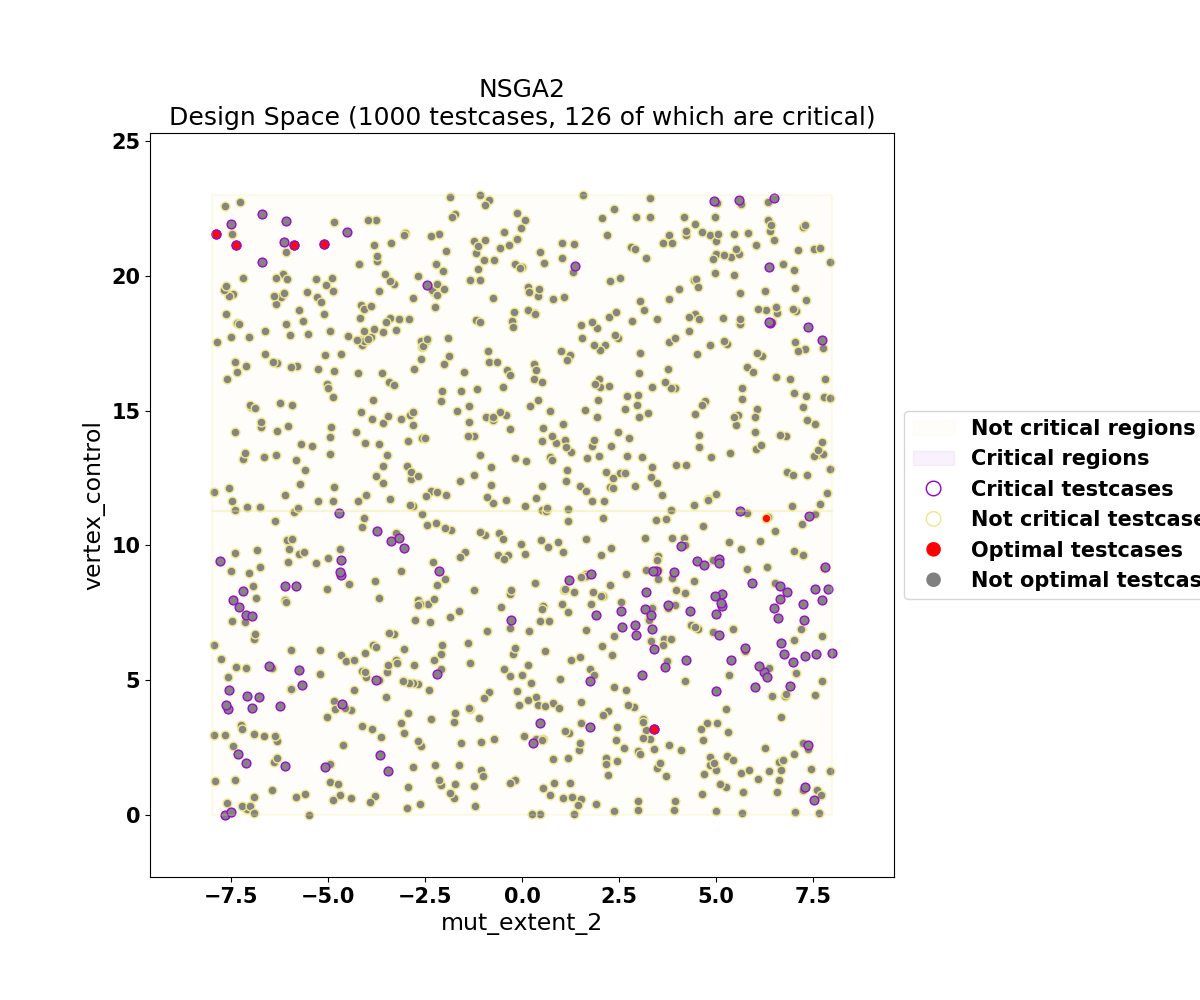 NSGA2
Design Space (1000 testcases, 126 of which are critical)
25
20
15
10
5
0
vertex_control
−7.5
−5.0
−2.5
0.0
2.5
5.0
7.5
mut_extent_2
Not critical regions
Critical regions
Critical testcases
Not critical testcase
Optimal testcases
Not optimal testcas